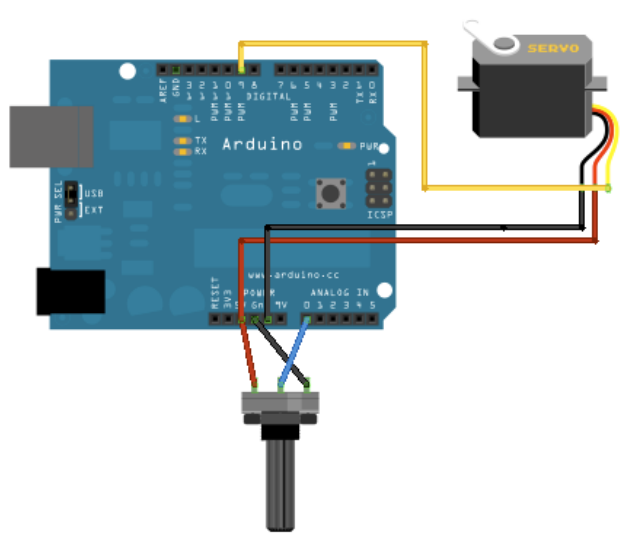 SERVO
AREF
GND
13
12
11
10
9
8
7
6
5
4
3
2
1
0
DIGITAL
PWM
PWM
PWM
PWM
PWM
PWM
TX
RX
L
TX
RX
Arduino
PWR
1
ICSP
PWR SEL
USB
EXT
www.arduino.cc
POWER
ANALOG IN
RESET
3V3
5V
Gnd
9V
0 1 2 3 4 5